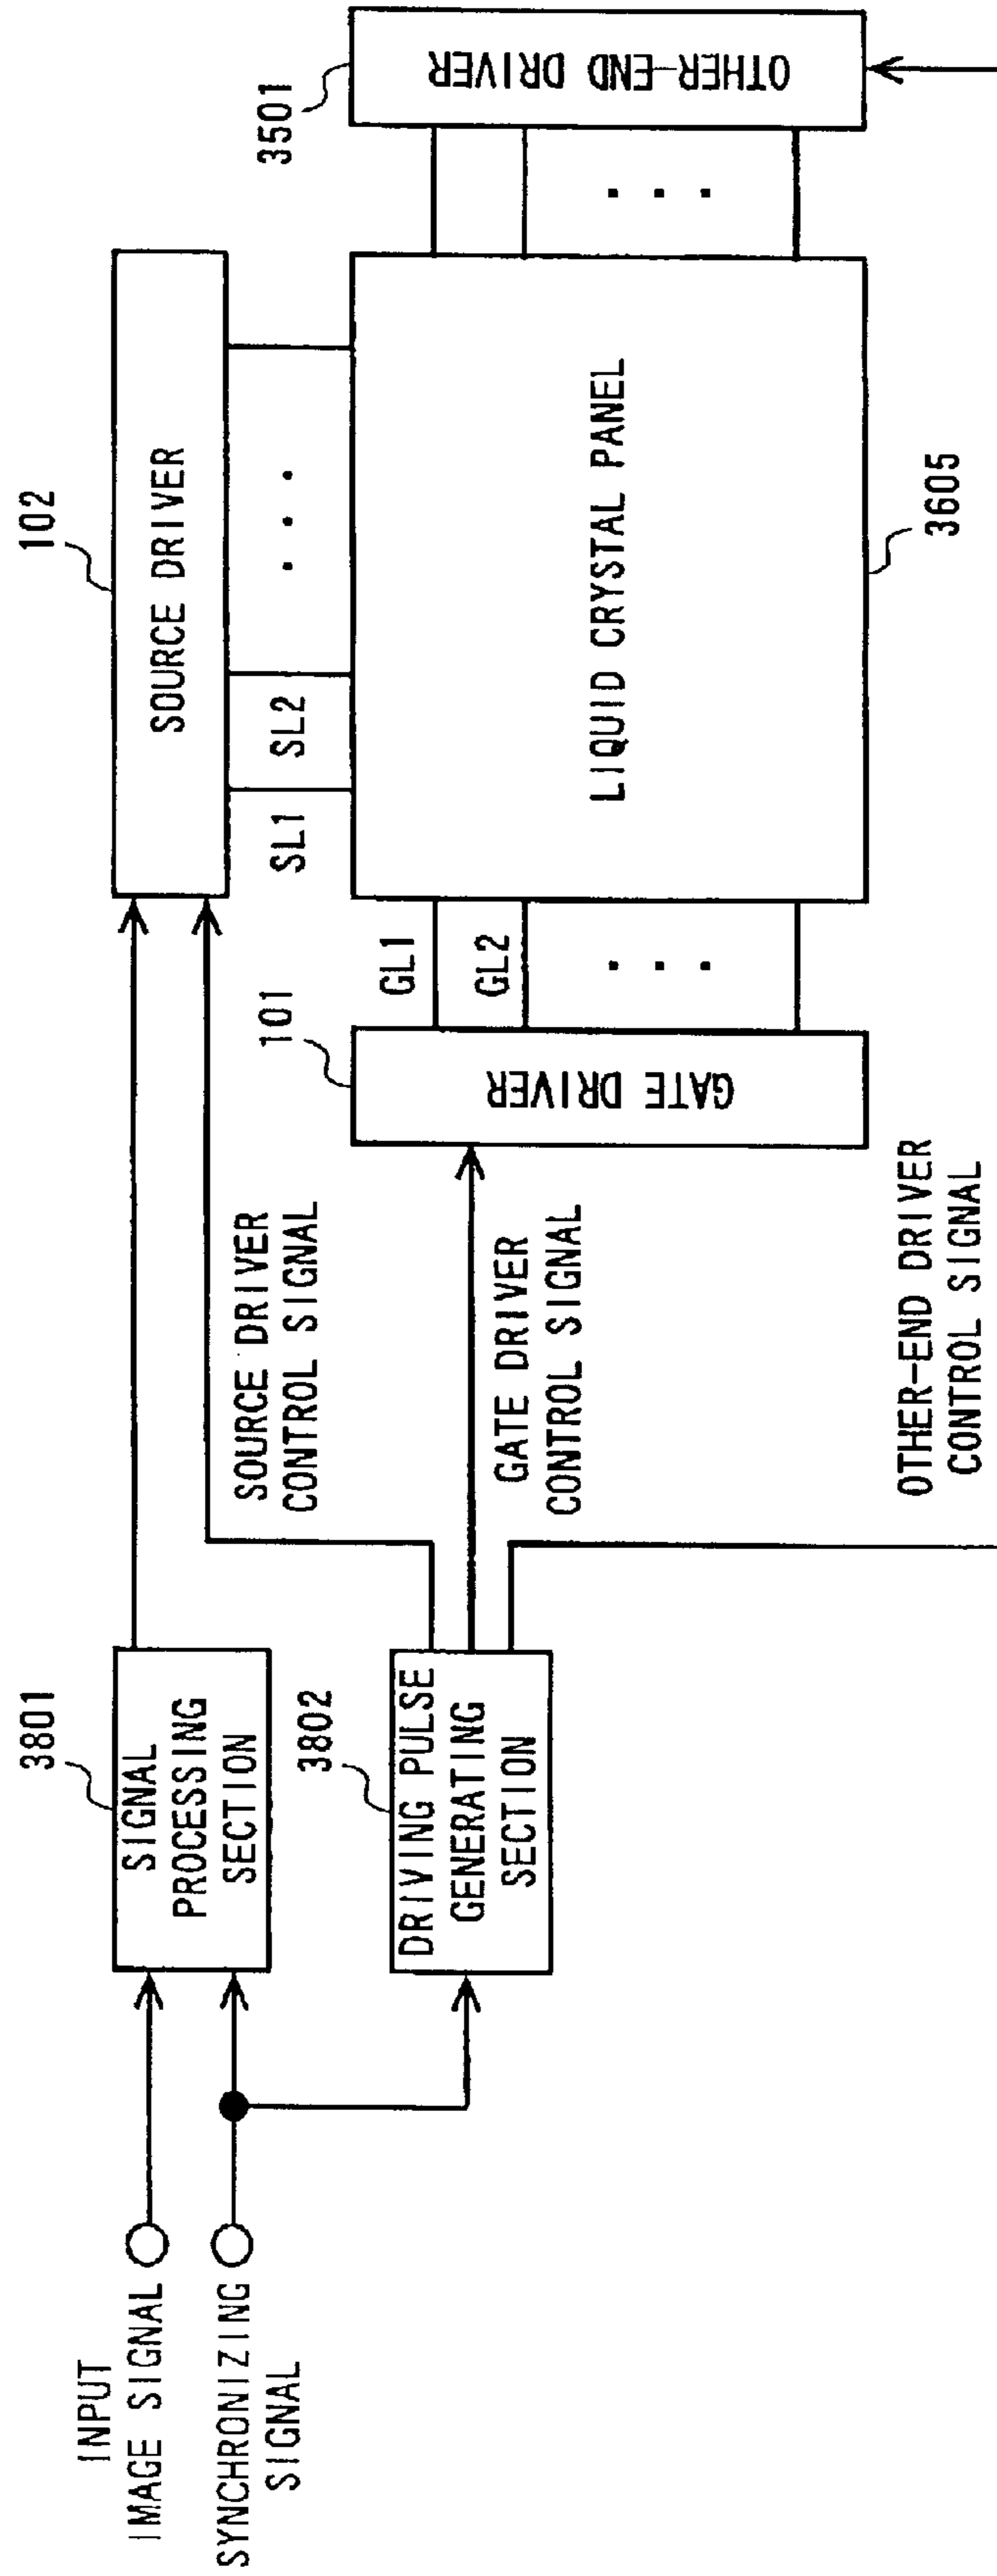 INPUT
IMAGE SIGNAL
SYNCHRONIZING
SIGNAL
3801
SIGNAL
PROCESSING
SECTION
3802
DRIVING PULSE
GENERATING
SECTION
SOURCE DRIVER
CONTROL SIGNAL
GATE DRIVER
CONTROL SIGNAL
OTHER-END DRIVER
CONTROL SIGNAL
102
SOURCE DRIVER
SL1
SL2
. . .
101
GATE DRIVER
GL1
GL2
. . .
LIQUID CRYSTAL PANEL
3605
3501
OTHER-END DRIVER
. . .